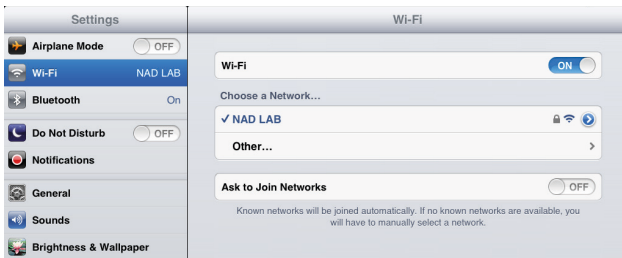 Settings
Airplane Mode OFF
Wi-Fi NAD LAB
Bluetooth On
Do Not Disturb OFF
Notifications
General
Sounds
Brightness & Wallpaper
Wi-Fi
Wi-Fi ON
Choose a Network...
✓ NAD LAB
Other...
Ask to Join Networks OFF
Known networks will be joined automatically. If no known networks are available, you
will have to manually select a network.